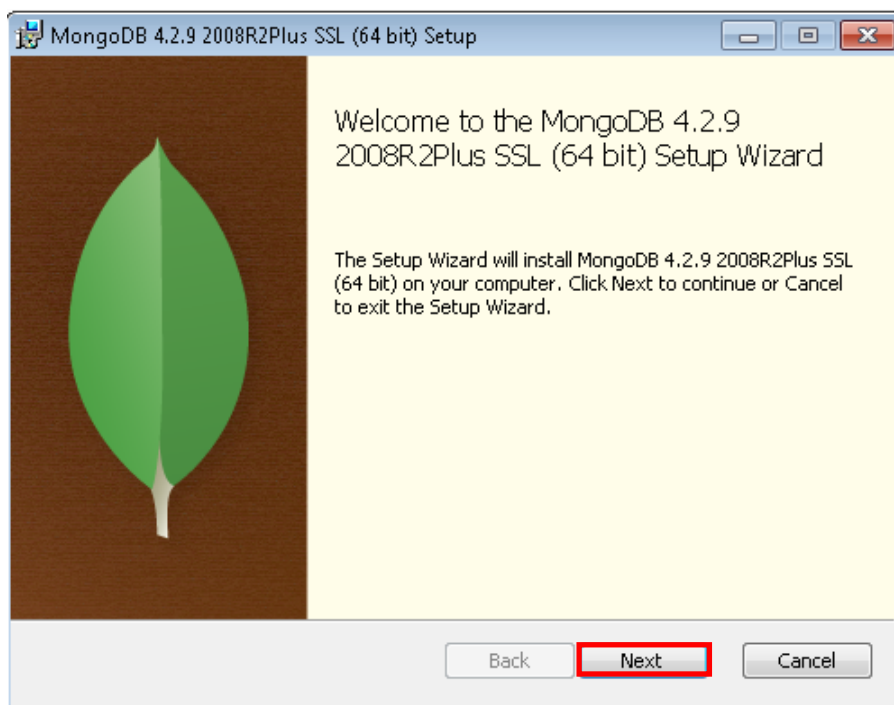 MongoDB 4.2.9 2008R2Plus SSL (64 bit) Setup
Welcome to the MongoDB 4.2.9
2008R2Plus SSL (64 bit) Setup Wizard
The Setup Wizard will install MongoDB 4.2.9 2008R2Plus SSL
(64 bit) on your computer. Click Next to continue or Cancel
to exit the Setup Wizard.
Back
Next
Cancel